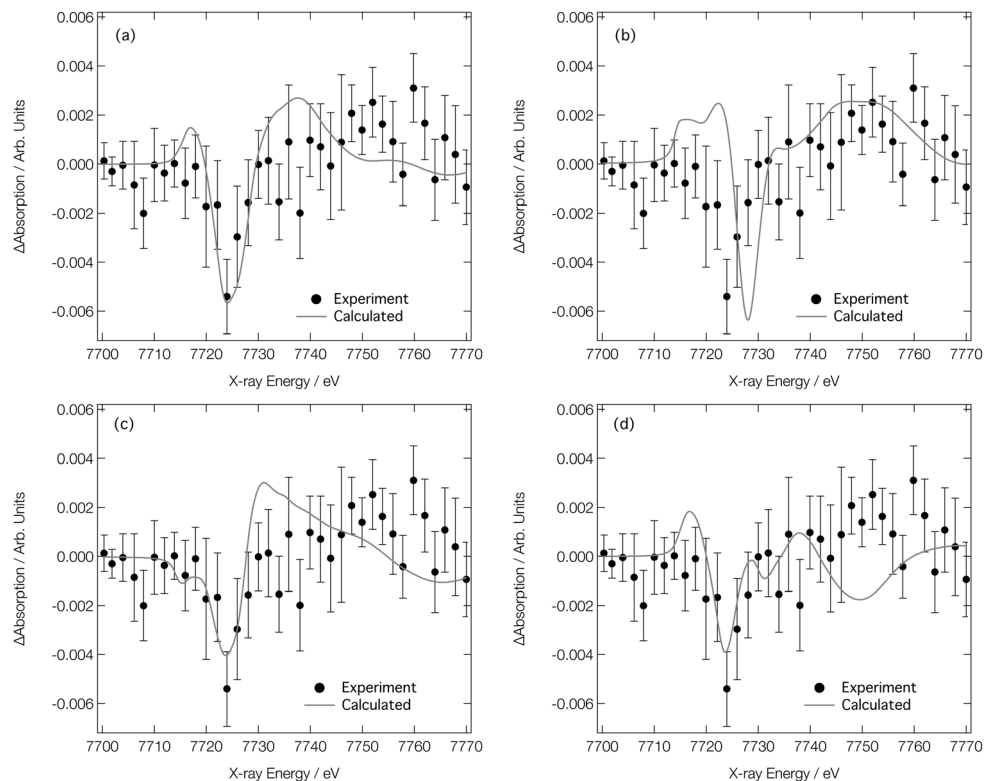 (a)
0.006
0.004
0.002
0.000
-0.002
-0.004
-0.006
ΔAbsorption / Arb. Units
Experiment
Calculated
7700 7710 7720 7730 7740 7750 7760 7770
X-ray Energy / eV
(b)
0.006
0.004
0.002
0.000
-0.002
-0.004
-0.006
ΔAbsorption / Arb. Units
Experiment
Calculated
7700 7710 7720 7730 7740 7750 7760 7770
X-ray Energy / eV
(c)
0.006
0.004
0.002
0.000
-0.002
-0.004
-0.006
ΔAbsorption / Arb. Units
Experiment
Calculated
7700 7710 7720 7730 7740 7750 7760 7770
X-ray Energy / eV
(d)
0.006
0.004
0.002
0.000
-0.002
-0.004
-0.006
ΔAbsorption / Arb. Units
Experiment
Calculated
7700 7710 7720 7730 7740 7750 7760 7770
X-ray Energy / eV